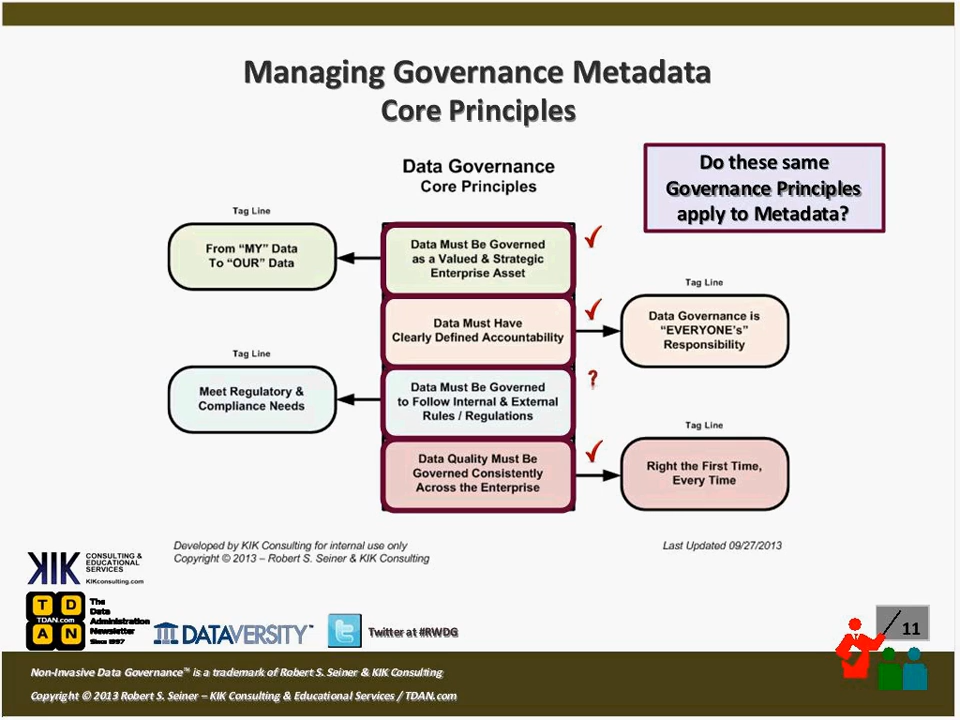 Managing Governance Metadata
Core Principles
Data Governance
Core Principles
Do these same
Governance Principles
apply to Metadata?
Tag Line
From “MY” Data
To “OUR” Data
Data Must Be Governed
as a Valued & Strategic
Enterprise Asset
√
Tag Line
Data Must Have
Clearly Defined Accountability
√
Data Governance is
“EVERYONE’s”
Responsibility
Tag Line
Meet Regulatory &
Compliance Needs
Data Must Be Governed
to Follow Internal & External
Rules / Regulations
?
Tag Line
Data Quality Must Be
Governed Consistently
Across the Enterprise
√
Right the First Time,
Every Time
Developed by KIK Consulting for internal use only
Copyright © 2013 – Robert S. Seiner & KIK Consulting
Last Updated 09/27/2013
KIK
CONSULTING &
EDUCATIONAL
SERVICES
KIKconsulting.com
T D
TDAN.com
A N
The
Data
Administration
Newsletter
Since 1997
DATAVERSITY™
Twitter at #RWDG
11
Non-Invasive Data Governance™ is a trademark of Robert S. Seiner & KIK Consulting
Copyright © 2013 Robert S. Seiner – KIK Consulting & Educational Services / TDAN.com